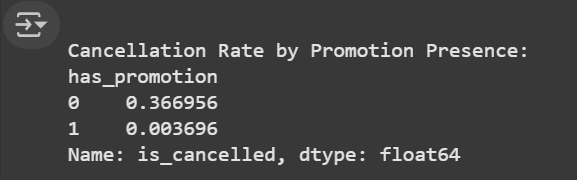 Cancellation Rate by Promotion Presence:
has_promotion
0    0.366956
1    0.003696
Name: is_cancelled, dtype: float64